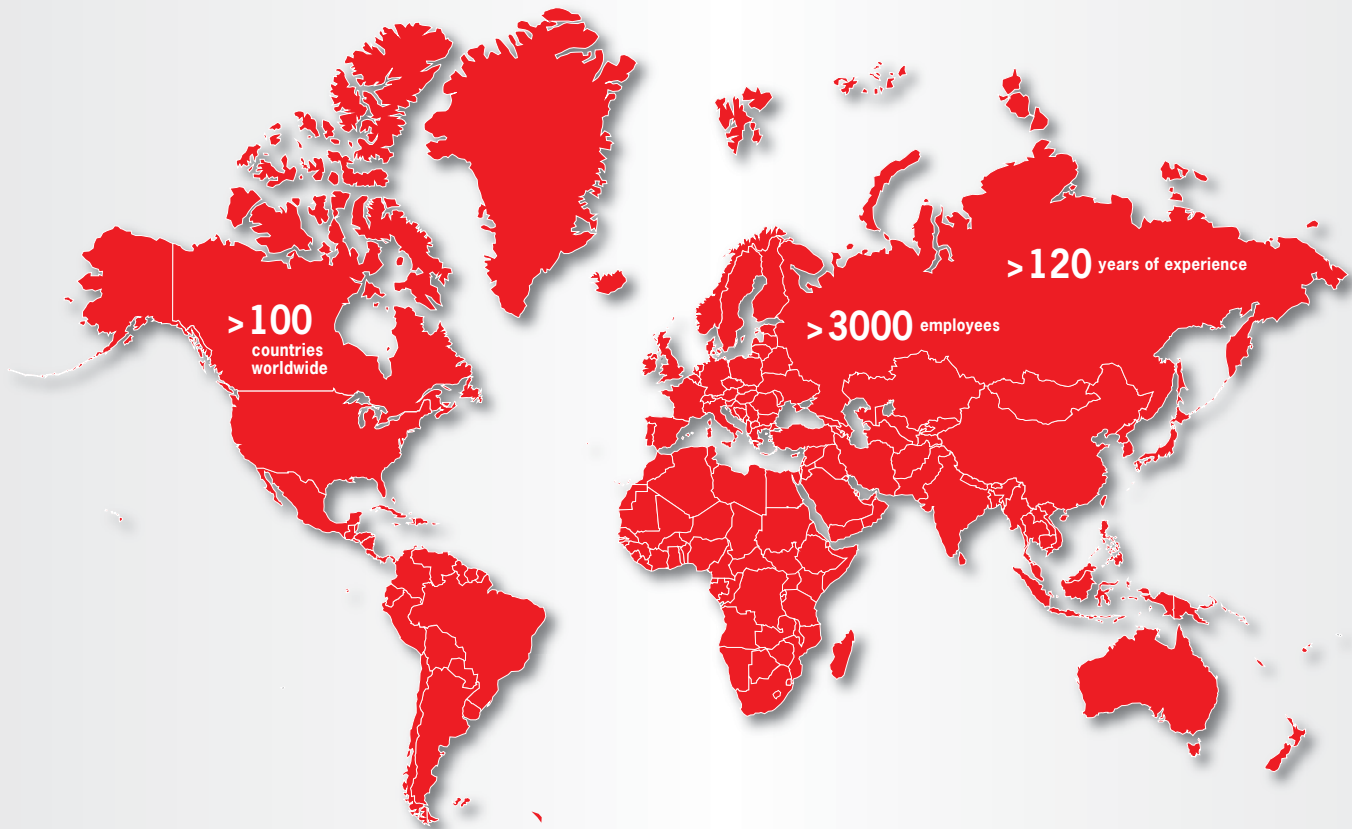 > 120 years of experience
> 100
countries
worldwide
> 3000 employees